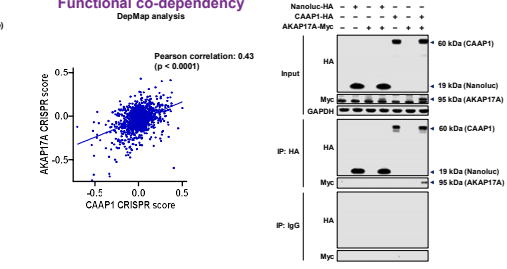 Functional co-dependency
DepMap analysis
Pearson correlation: 0.43
(p < 0.0001)
AKAP17A CRISPR score
0.5
0.0
-0.5
-0.5 0.0 0.5
CAAP1 CRISPR score
Nanoluc-HA - + - + - -
CAAP1-HA - - - - + - +
AKAP17A-Myc - - + + - + +
Input
HA
60 kDa (CAAP1)
19 kDa (Nanoluc)
Myc
95 kDa (AKAP17A)
GAPDH
IP: HA
HA
60 kDa (CAAP1)
19 kDa (Nanoluc)
Myc
95 kDa (AKAP17A)
IP: IgG
HA
Myc